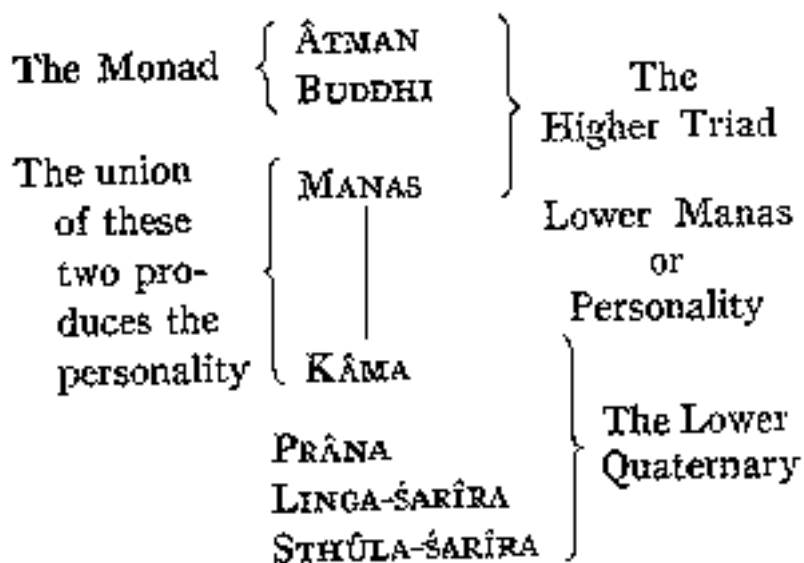 The Monad
ÂTMAN
BUDDHI
The
Higher Triad
The union
of these
two pro-
duces the
personality
MANAS
KÂMA
Lower Manas
or
Personality
PRÂNA
LINGA-ŚARÎRA
STHÛLA-ŚARÎRA
The Lower
Quaternary